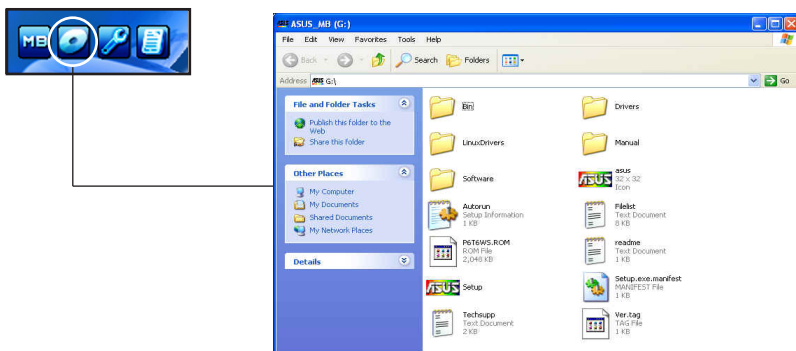 MB
ASUS_MB (G:)
File Edit View Favorites Tools Help
Back Search Folders
Address G:\ Go
File and Folder Tasks
Publish this folder to the
Web
Share this folder
Other Places
My Computer
My Documents
Shared Documents
My Network Places
Details
Bin
Drivers
LinuxDrivers
Manual
Software
ASUS
asus
32 x 32
Icon
Autorun
Setup Information
1 KB
Filelist
Text Document
8 KB
P6T6WS.ROM
ROM File
2,048 KB
readme
Text Document
1 KB
ASUS
Setup
Setup.exe.manifest
MANIFEST File
1 KB
Techsupp
Text Document
2 KB
Ver.tag
TAG File
1 KB